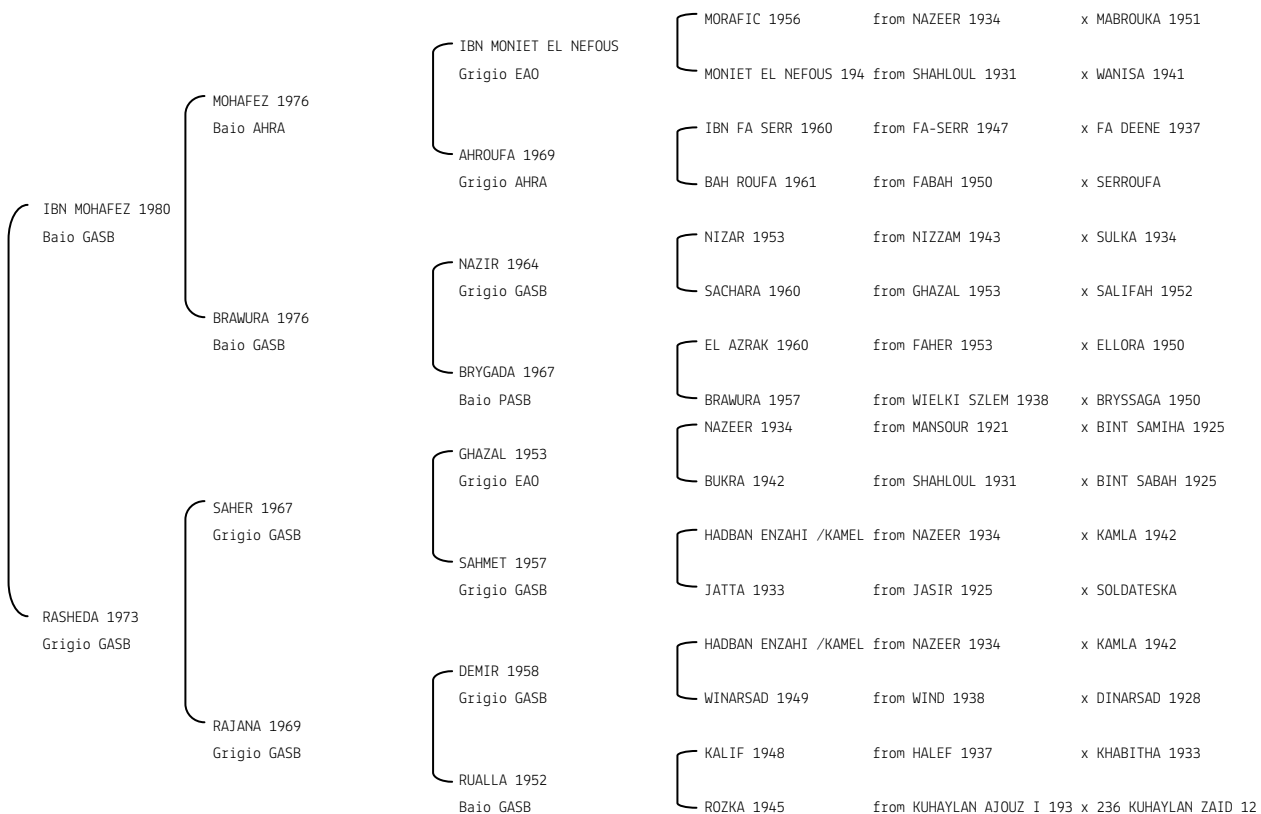 MORAFIC 1956 from NAZEER 1934 x MABROUKA 1951
IBN MONIET EL NEFOUS
Grigio EAO
MONIET EL NEFOUS 194 from SHAHLOUL 1931 x WANISA 1941
MOHAFEZ 1976
Baio AHRA
IBN FA SERR 1960 from FA-SERR 1947 x FA DEENE 1937
AHROUFA 1969
Grigio AHRA
BAH ROUFA 1961 from FABAH 1950 x SERROUFA
IBN MOHAFEZ 1980
Baio GASB
NIZAR 1953 from NIZZAM 1943 x SULKA 1934
NAZIR 1964
Grigio GASB
SACHARA 1960 from GHAZAL 1953 x SALIFAH 1952
BRAWURA 1976
Baio GASB
EL AZRAK 1960 from FAHER 1953 x ELLORA 1950
BRYGADA 1967
Baio PASB
BRAWURA 1957 from WIELKI SZLEM 1938 x BRYSSAGA 1950
NAZEER 1934 from MANSOUR 1921 x BINT SAMIHA 1925
GHAZAL 1953
Grigio EAO
BUKRA 1942 from SHAHLOUL 1931 x BINT SABAH 1925
SAHER 1967
Grigio GASB
HADBAN ENZAHI /KAMEL from NAZEER 1934 x KAMLA 1942
SAHMET 1957
Grigio GASB
JATTA 1933 from JASIR 1925 x SOLDATESKA
RASHEDA 1973
Grigio GASB
HADBAN ENZAHI /KAMEL from NAZEER 1934 x KAMLA 1942
DEMIR 1958
Grigio GASB
WINARSAD 1949 from WIND 1938 x DINARSAD 1928
RAJANA 1969
Grigio GASB
KALIF 1948 from HALEF 1937 x KHABITHA 1933
RUALLA 1952
Baio GASB
ROZKA 1945 from KUHAYLAN AJOUZ I 193 x 236 KUHAYLAN ZAID 12